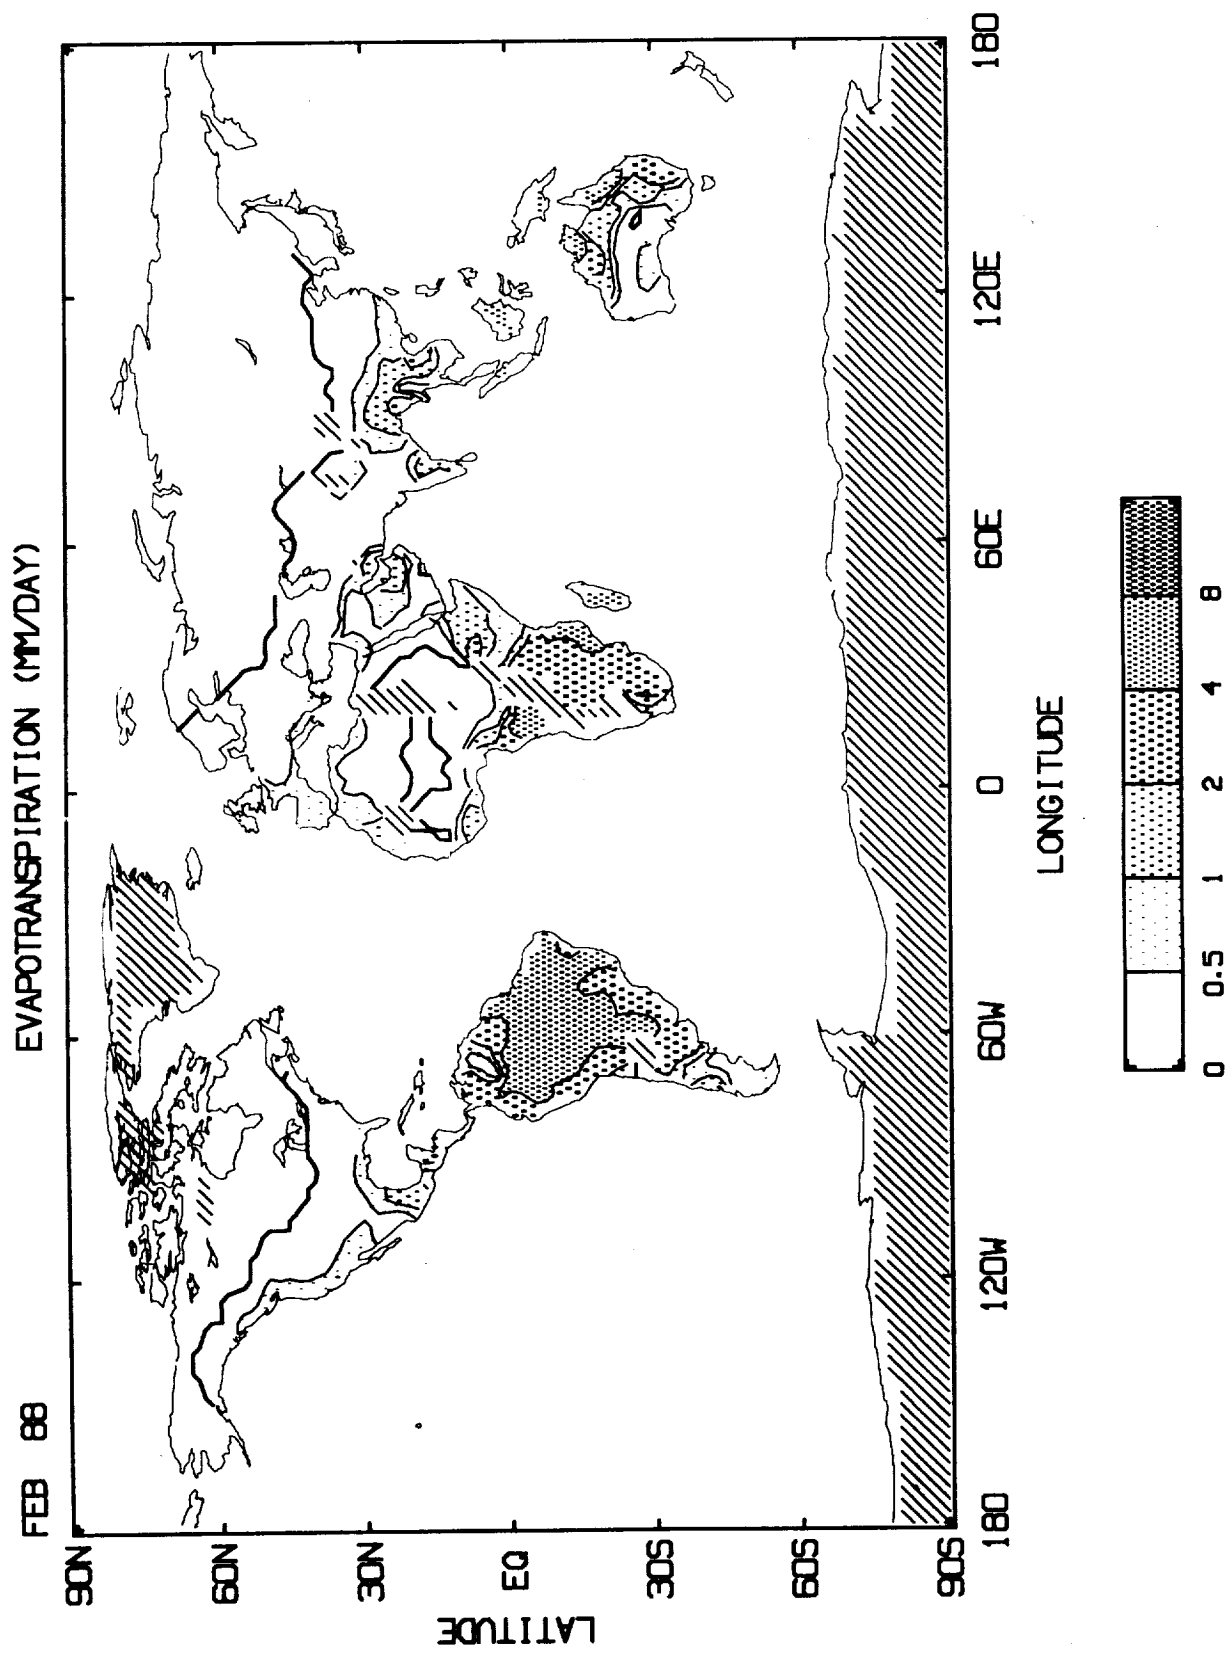 FEB 88 EVAPOTRANSPIRATION (MM/DAY)
90N
60N
30N
EQ
30S
60S
90S
LATITUDE
180 120W 60W 0 60E 120E 180
LONGITUDE
0 0.5 1 2 4 8